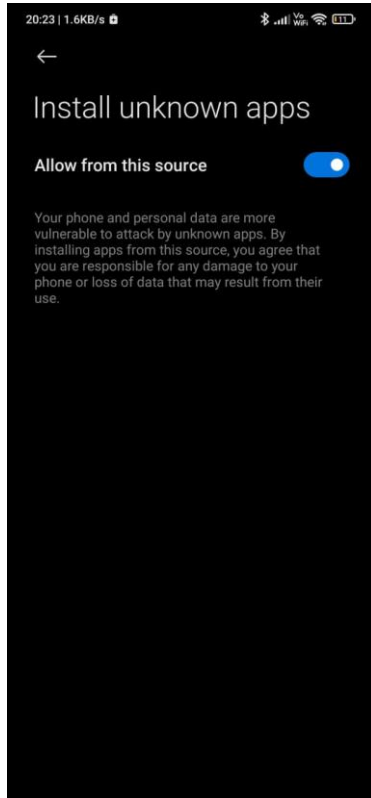 20:23 | 1.6KB/s Vo WiFi
Install unknown apps
Allow from this source
Your phone and personal data are more
vulnerable to attack by unknown apps. By
installing apps from this source, you agree that
you are responsible for any damage to your
phone or loss of data that may result from their
use.